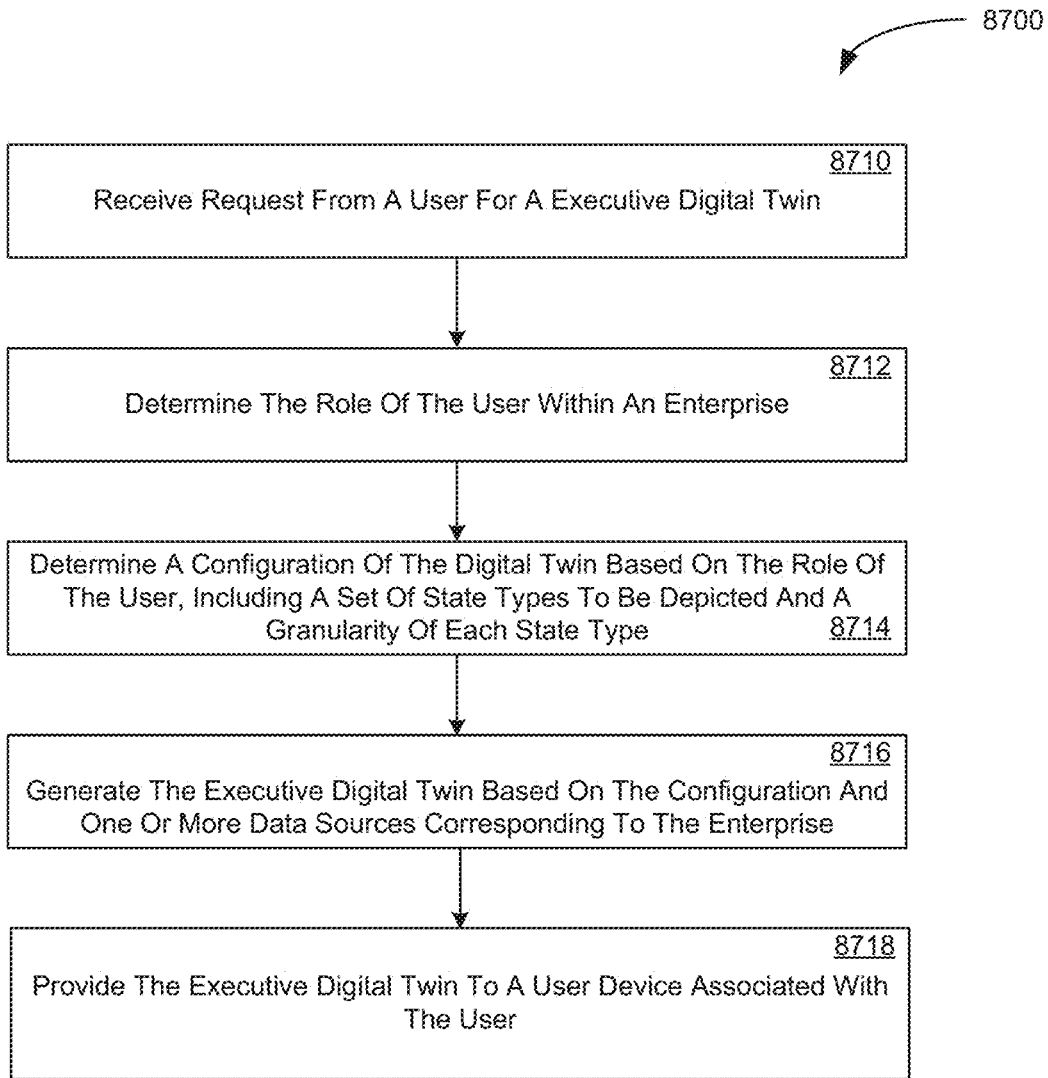 8700
8710
Receive Request From A User For A Executive Digital Twin
8712
Determine The Role Of The User Within An Enterprise
Determine A Configuration Of The Digital Twin Based On The Role Of
The User, Including A Set Of State Types To Be Depicted And A
Granularity Of Each State Type
8714
8716
Generate The Executive Digital Twin Based On The Configuration And
One Or More Data Sources Corresponding To The Enterprise
8718
Provide The Executive Digital Twin To A User Device Associated With
The User